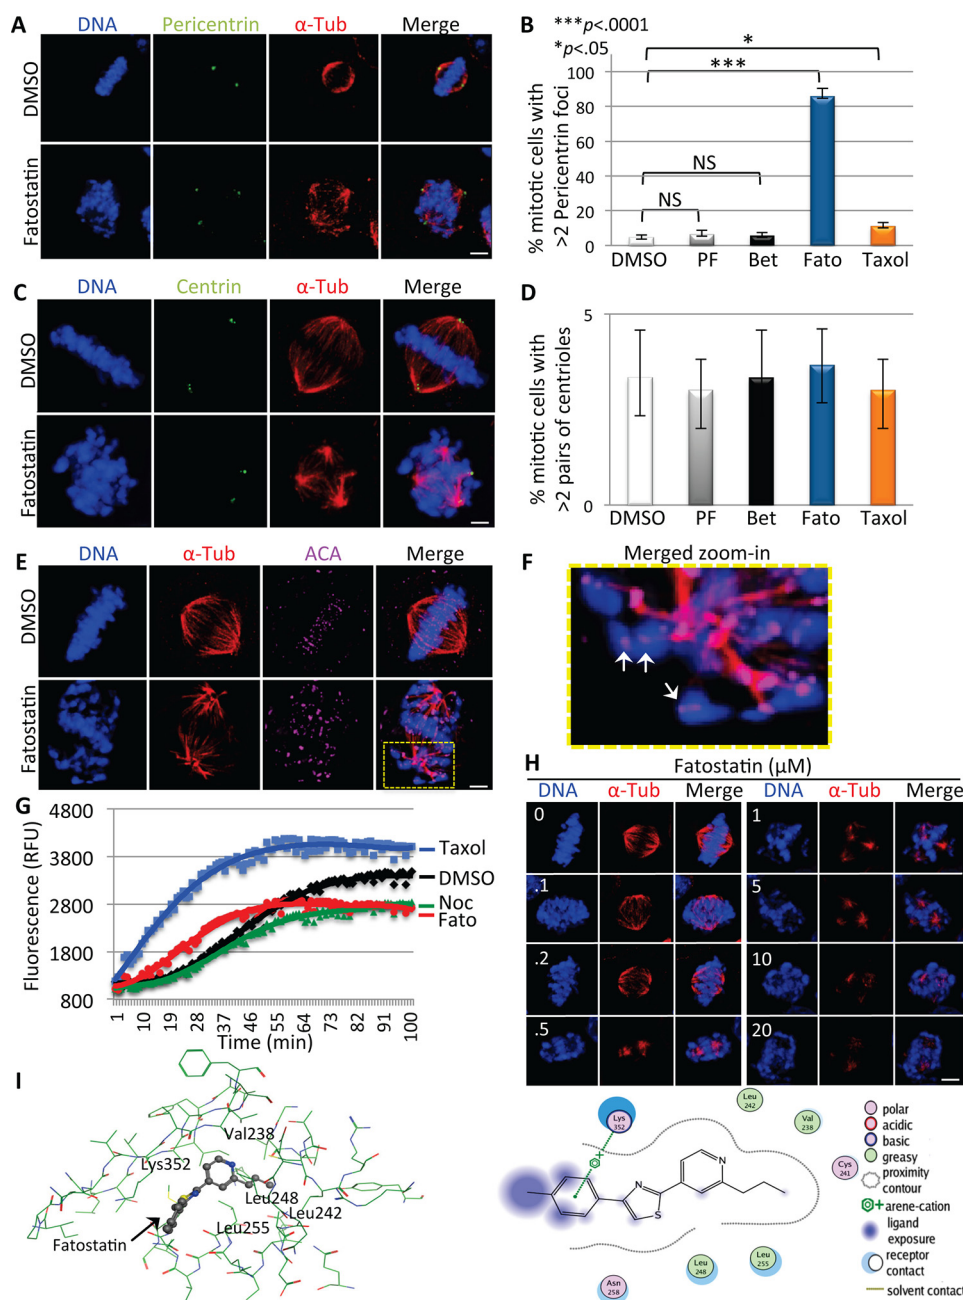 A
DNA Pericentrin α-Tub Merge
DMSO
Fatostatin
B
***p<.0001
*p<.05
*
***
NS
NS
% mitotic cells with
>2 Pericentrin foci
100
80
60
40
20
0
DMSO PF Bet Fato Taxol
C
DNA Centrin α-Tub Merge
DMSO
Fatostatin
D
% mitotic cells with
>2 pairs of centrioles
5
0
DMSO PF Bet Fato Taxol
E
DNA α-Tub ACA Merge
DMSO
Fatostatin
F
Merged zoom-in
G
Fluorescence (RFU)
4800
3800
2800
1800
800
Taxol
DMSO
Noc
Fato
1 10 19 28 37 46 55 64 73 82 91 100
Time (min)
H
Fatostatin (µM)
DNA α-Tub Merge DNA α-Tub Merge
0 1
.1 5
.2 10
.5 20
I
Val238
Lys352
Leu248
Leu242
Leu255
Fatostatin
Lys
352
Leu
242
Val
238
Cys
241
Leu
248
Leu
255
Asn
258
N
N
S
+
polar
acidic
basic
greasy
proximity
contour
arene-cation
ligand
exposure
receptor
contact
solvent contact